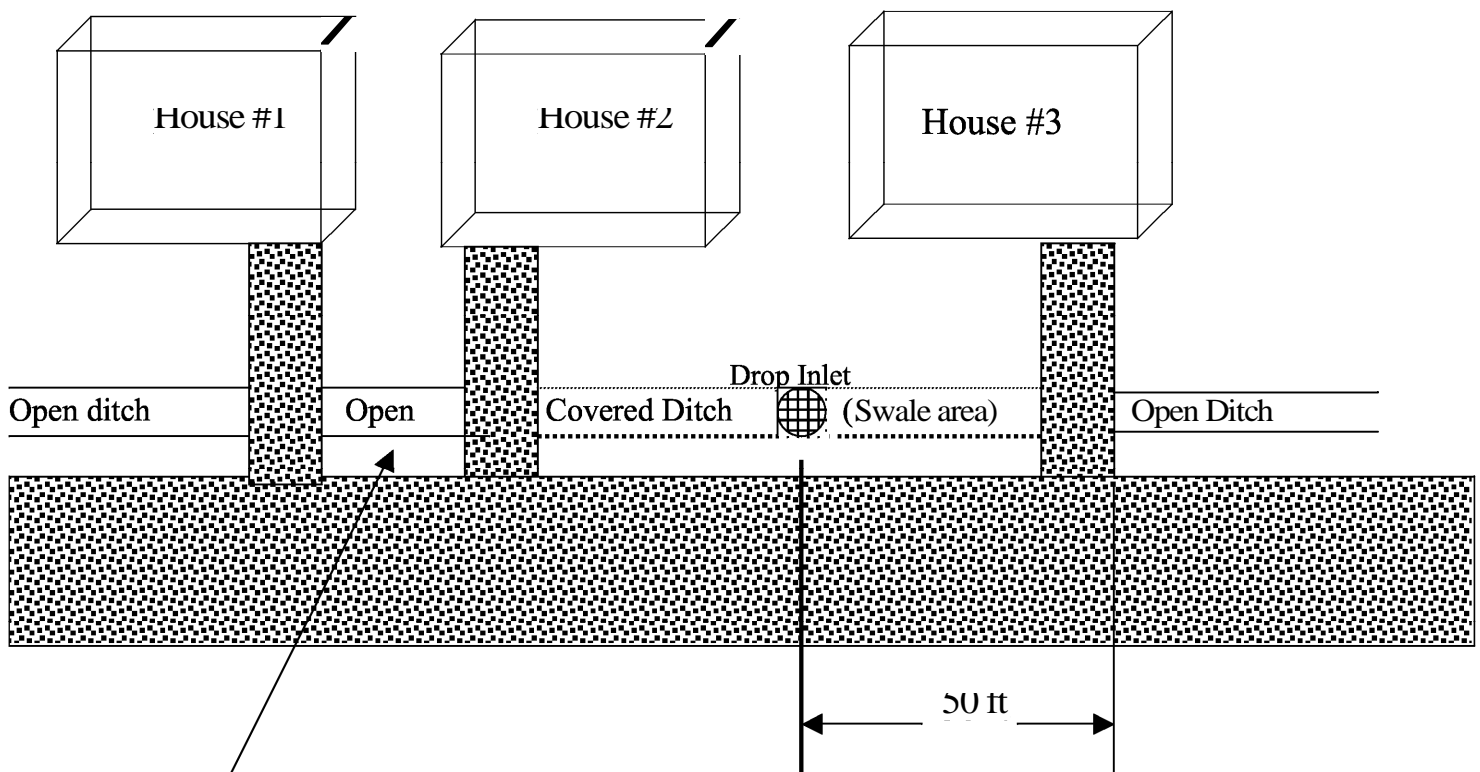 House #1
House #2
House #3
Drop Inlet
Open ditch
Open
Covered Ditch
(Swale area)
Open Ditch
50 ft